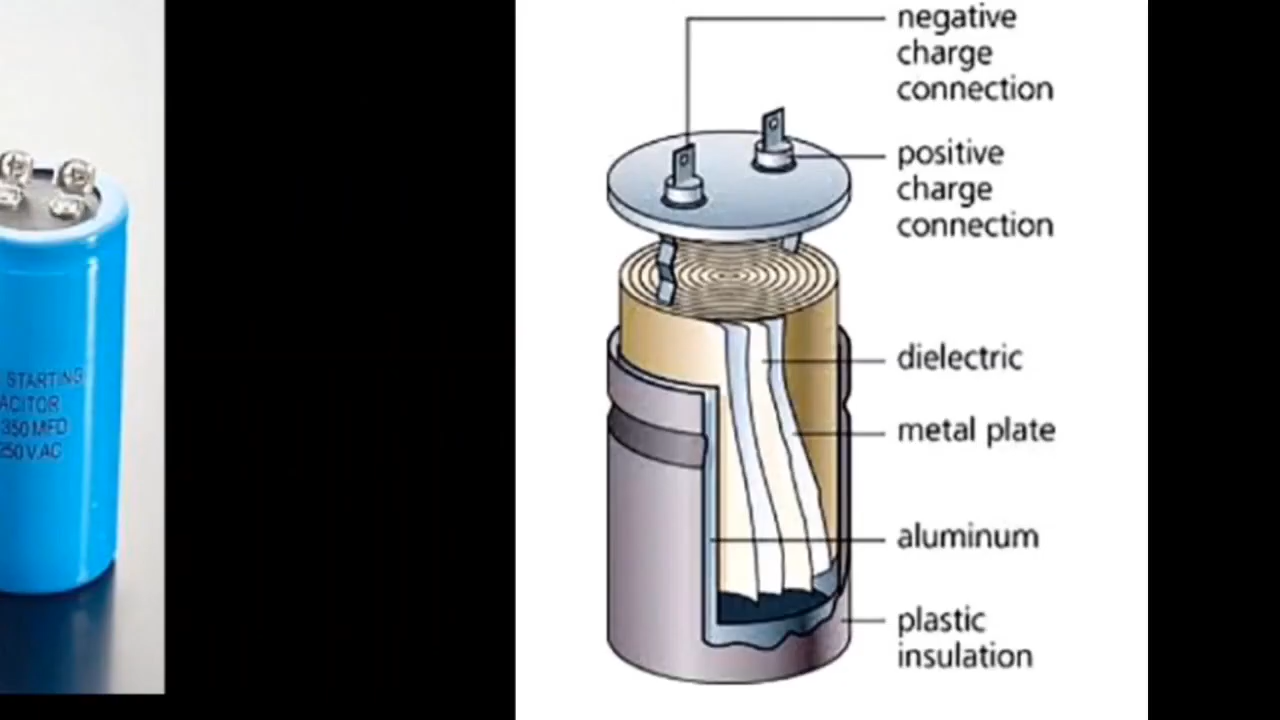 STARTING
ACITOR
350 MFD
250 V.AC
negative
charge
connection
positive
charge
connection
dielectric
metal plate
aluminum
plastic
insulation